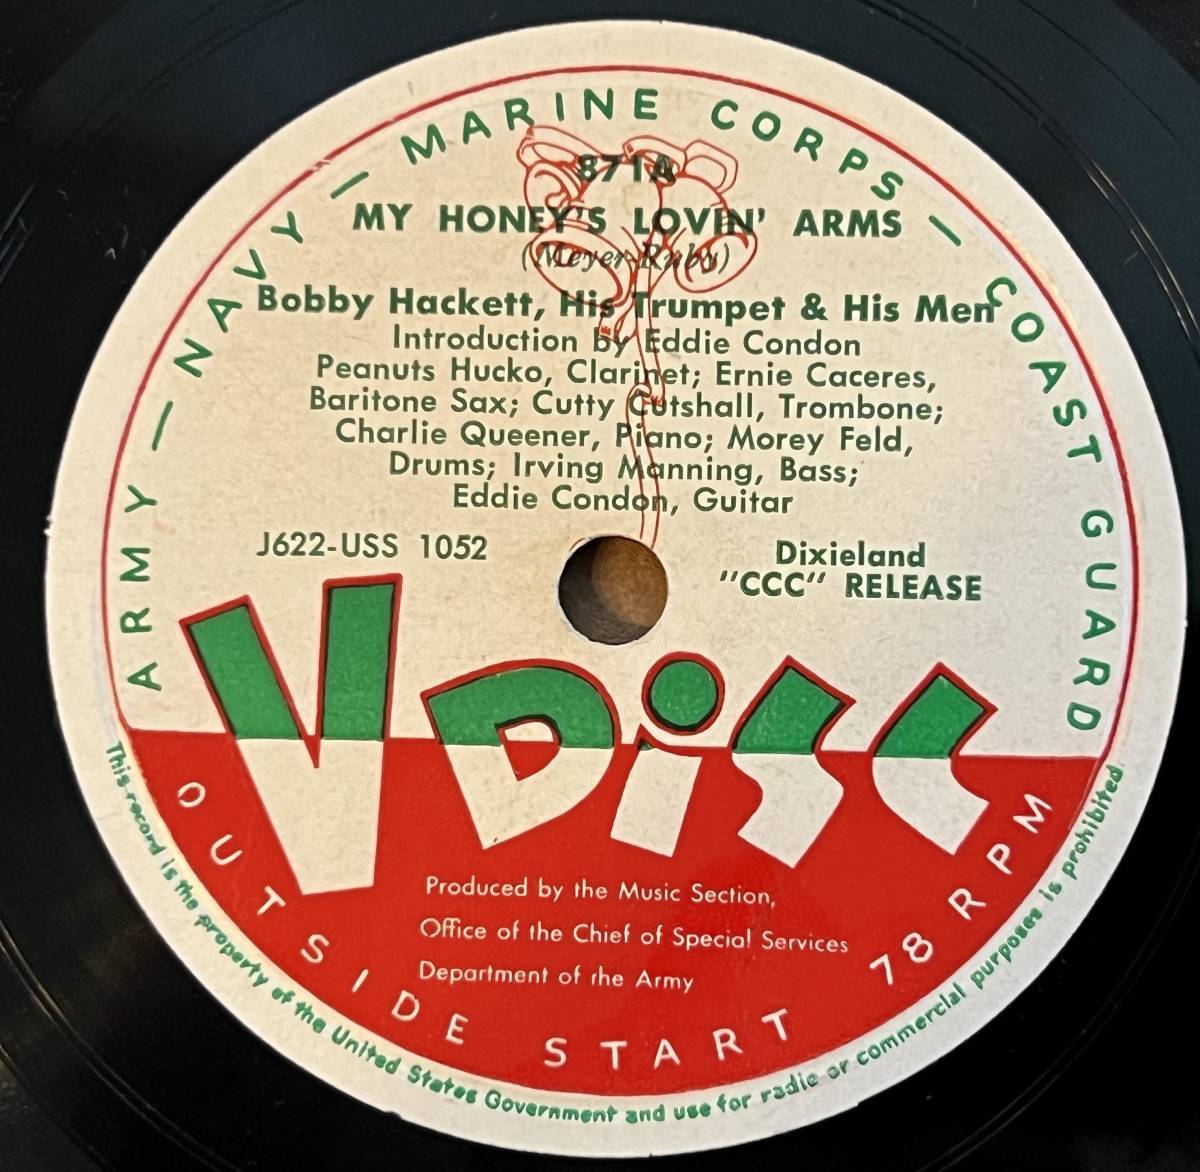 ARMY — NAVY — MARINE CORPS — COAST GUARD
871A
MY HONEY'S LOVIN' ARMS
(Meyer-Ruby)
Bobby Hackett, His Trumpet & His Men
Introduction by Eddie Condon
Peanuts Hucko, Clarinet; Ernie Caceres,
Baritone Sax; Cutty Cutshall, Trombone;
Charlie Queener, Piano; Morey Feld,
Drums; Irving Manning, Bass;
Eddie Condon, Guitar
J622-USS 1052
Dixieland
"CCC" RELEASE
V DiSC
Produced by the Music Section,
Office of the Chief of Special Services
Department of the Army
OUTSIDE START 78 RPM
This record is the property of the United States Government and use for radio or commercial purposes is prohibited.